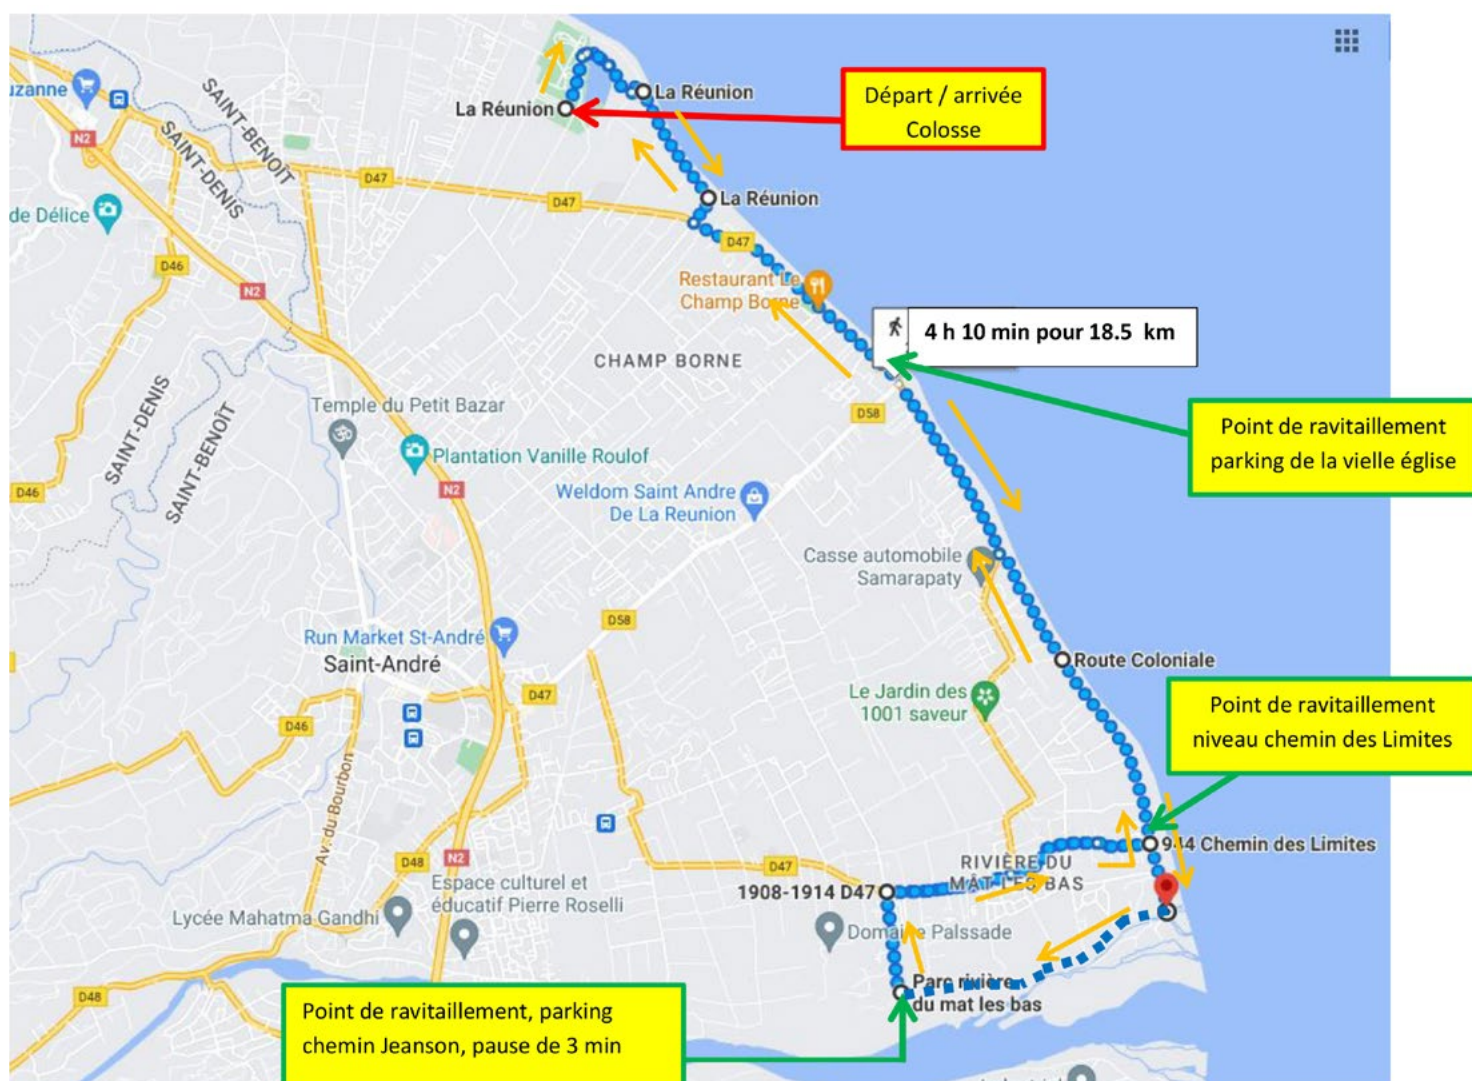 uzanne
N2
SAINT-BENOÎT
SAINT-DENIS
La Réunion
La Réunion
Départ / arrivée
Colosse
D47
de Délice
D46
N2
D47
La Réunion
D47
Restaurant Le
Champ Borne
4 h 10 min pour 18.5 km
CHAMP BORNE
D58
Point de ravitaillement
parking de la vielle église
SAINT-DENIS
SAINT-BENOÎT
Temple du Petit Bazar
Plantation Vanille Roulof
D46
N2
Weldom Saint Andre
De La Reunion
Casse automobile
Samarapaty
D58
Run Market St-André
Saint-André
Route Coloniale
D47
Le Jardin des
1001 saveur
Point de ravitaillement
niveau chemin des Limites
D46
Av. du Bourbon
944 Chemin des Limites
D48
N2
D47
RIVIÈRE DU
MÂT LES BAS
1908-1914 D47
Espace culturel et
éducatif Pierre Roselli
Lycée Mahatma Gandhi
Domaine Palssade
Parc rivière
du mat les bas
D48
Point de ravitaillement, parking
chemin Jeanson, pause de 3 min